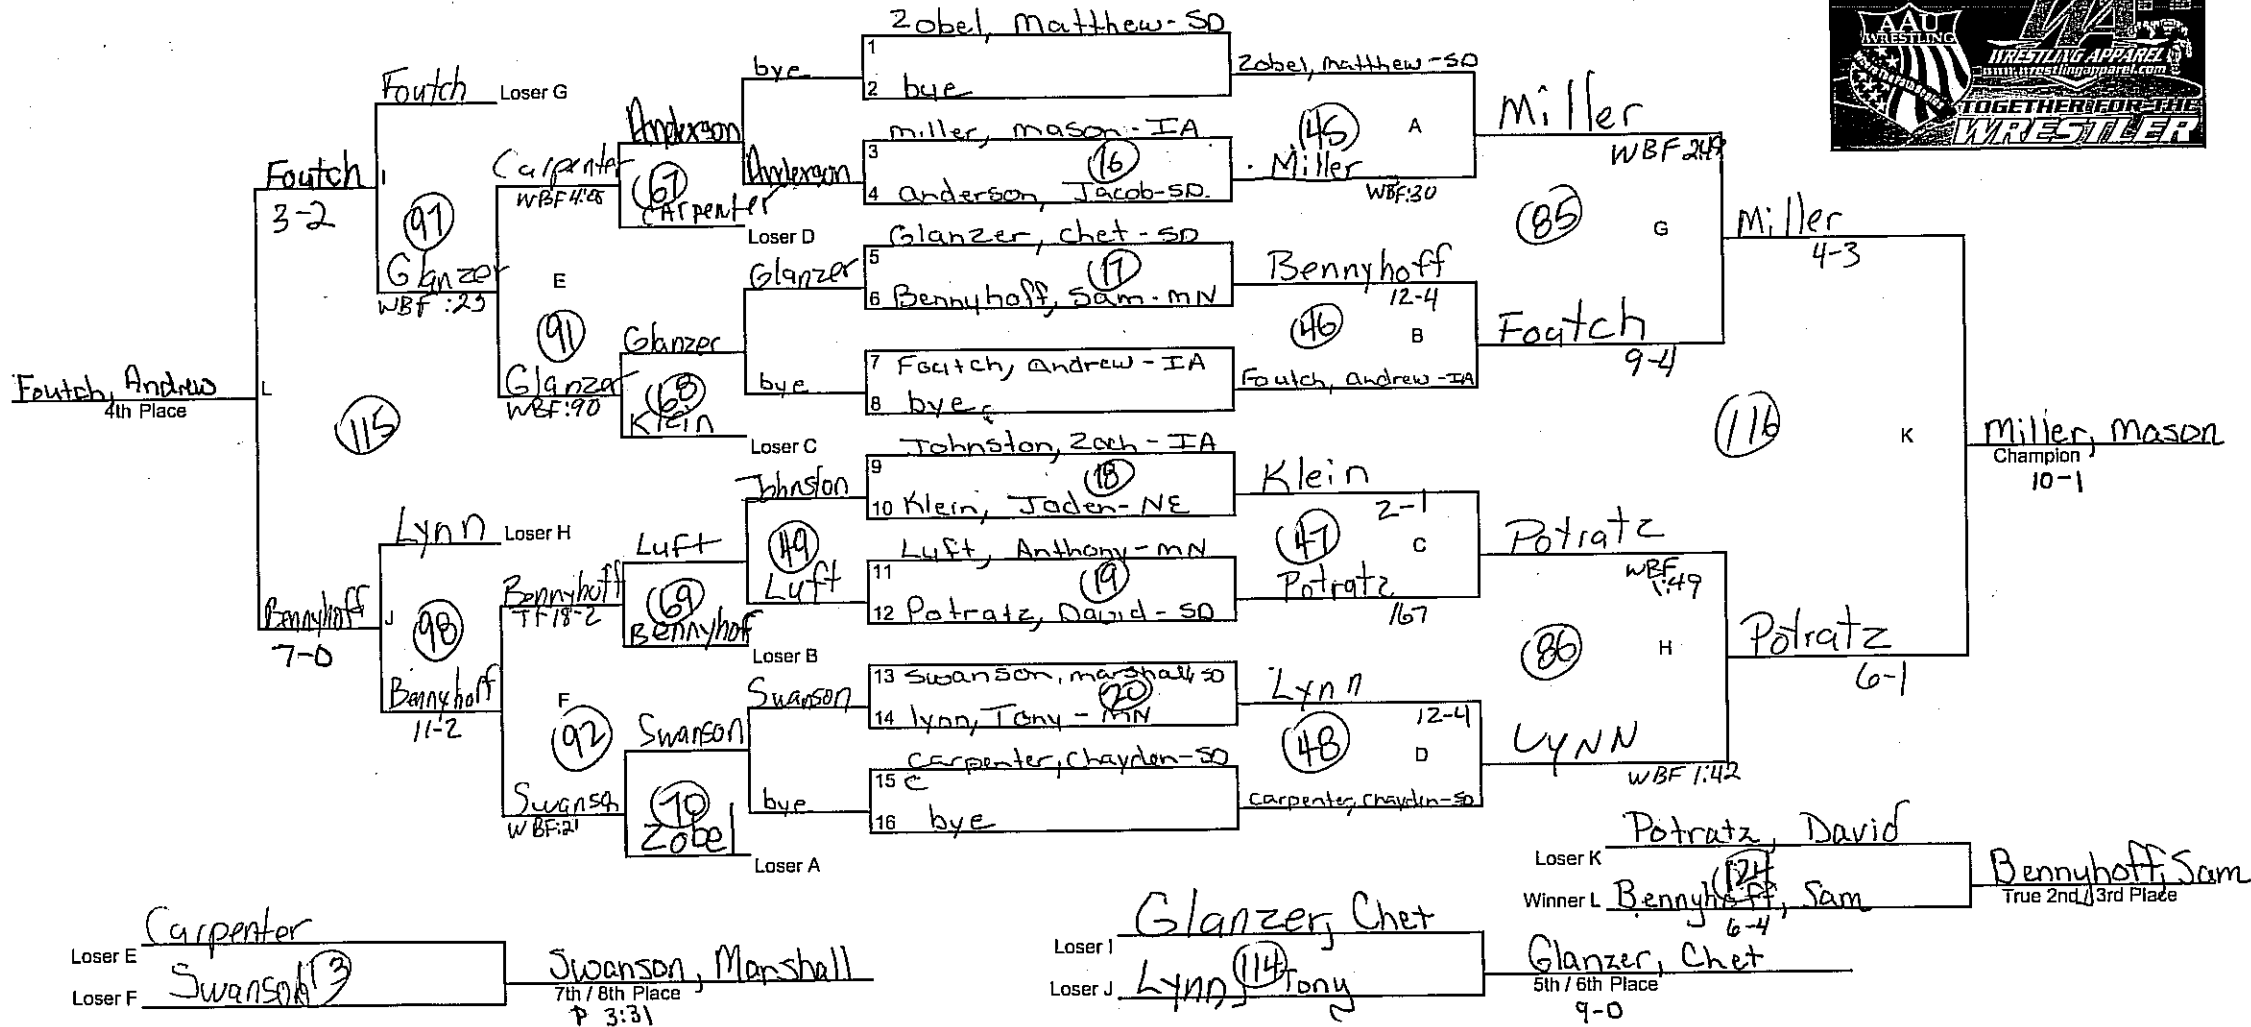 AAU
WRESTLING
WRESTLING APPAREL
www.wrestlingapparel.com
TOGETHER FOR THE
WRESTLER
Foutch Loser G
Foutch
3-2
I
97
Glanzer
WBF :23
Carpenter
WBF 4:28
E
91
Glanzer
WBF:90
Anderson
67
Carpenter
Loser D
Glanzer
68
Klein
Loser C
bye
Anderson
Glanzer
bye
Zobel, Matthew-SD
1
2 bye
miller, mason-IA
3
16
4 anderson, Jacob-SD.
Glanzer, Chet-SD
5
17
6 Bennyhoff, Sam-MN
7 Foutch, andrew-IA
8 bye
Zobel, Matthew-SD
45
A
Miller
WBF:30
Bennyhoff
12-4
46
B
Foutch, andrew-IA
Miller
WBF 2:49
85
G
Foutch
9-4
Miller
4-3
116
K
Miller, Mason
Champion
10-1
Foutch, Andrew
4th Place
L
115
Lynn Loser H
Bennyhoff
7-0
J
98
Bennyhoff
11-2
Bennyhoff
TF 18-2
F
92
Swanson
WBF:21
Luft
69
Bennyhoff
Loser B
Swanson
70
Zobel
Loser A
Johnston
49
Luft
Swanson
bye
Johnston, Zach-IA
9
18
10 Klein, Jaden-NE
Luft, Anthony-MN
11
19
12 Potratz, David-SD
13 Swanson, marshall, SD
20
14 lynn, Tony-MN
Carpenter, Chayden-SD
15 C
16 bye
Klein
2-1
47
C
Potratz
167
Lynn
12-4
48
D
carpenter, chayden-SD
Potratz
WBF
1:49
86
H
Lynn
WBF 1:42
Potratz
6-1
Potratz, David
Loser K
124
Winner L Bennyhoff, Sam
6-4
Bennyhoff, Sam
True 2nd / 3rd Place
Carpenter
Loser E
Loser F Swanson
Swanson, Marshall
7th / 8th Place
P 3:31
Glanzer, Chet
Loser I
Loser J Lynn, Tony
114
Glanzer, Chet
5th / 6th Place
9-0